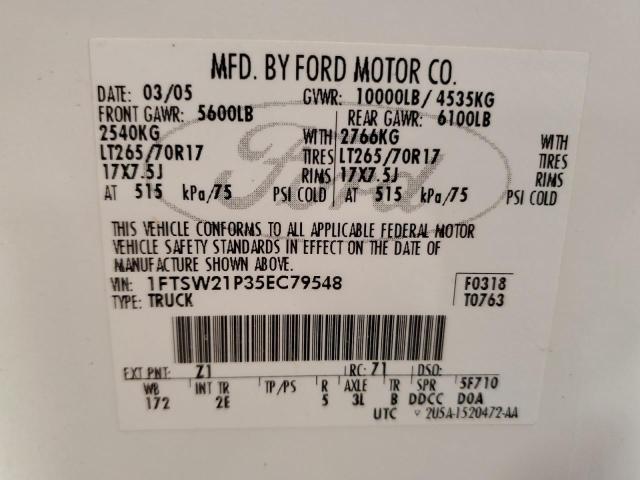 MFD. BY FORD MOTOR CO.
DATE: 03/05 GVWR: 10000LB/ 4535KG
FRONT GAWR: 5600LB REAR GAWR: 6100LB
2540KG WITH 2766KG WITH
LT265/70R17 TIRES LT265/70R17 TIRES
17X7.5J RIMS 17X7.5J RIMS
AT 515 kPa/75 PSI COLD AT 515 kPa/75 PSI COLD
Ford
THIS VEHICLE CONFORMS TO ALL APPLICABLE FEDERAL MOTOR
VEHICLE SAFETY STANDARDS IN EFFECT ON THE DATE OF
MANUFACTURE SHOWN ABOVE.
VIN: 1FTSW21P35EC79548 F0318
TYPE: TRUCK T0763
EXT PNT: Z1 RC: 71 DSO:
WB INT TR TP/PS R AXLE TR SPR 5F710
172 2E 5 3L B DDCC D0A
UTC 2U5A-1520472-AA